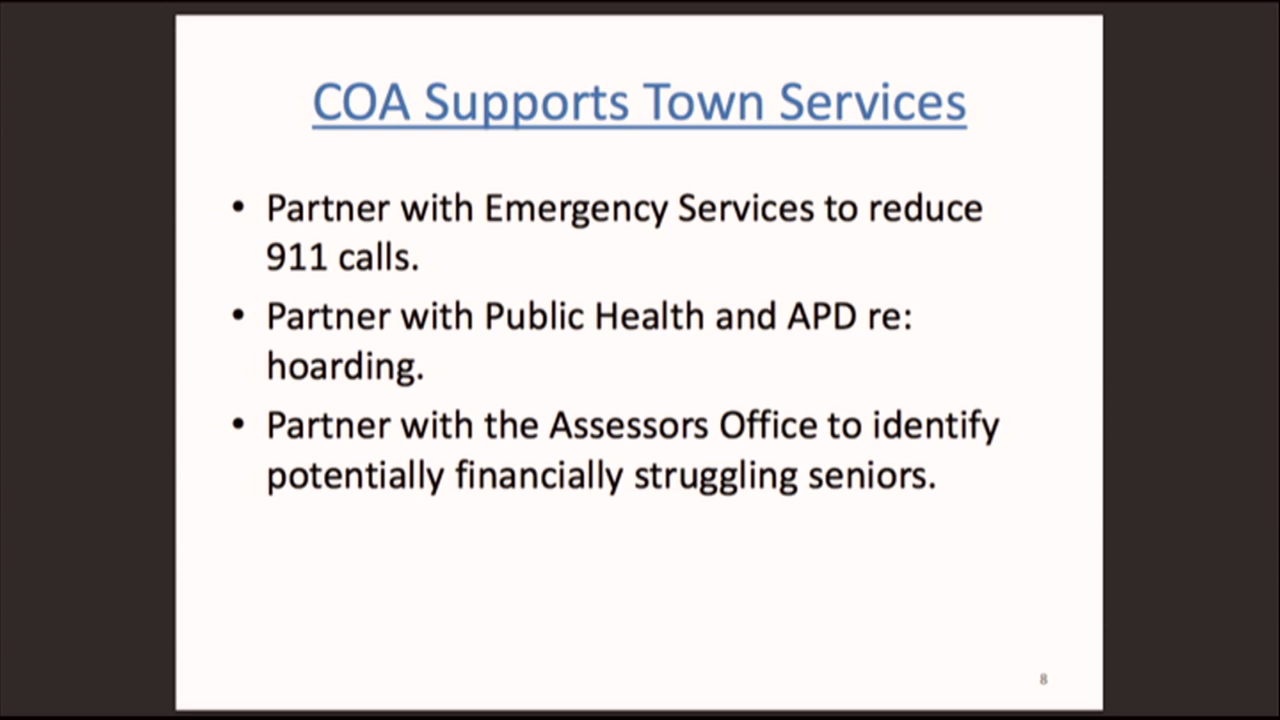 COA Supports Town Services
• Partner with Emergency Services to reduce
911 calls.
• Partner with Public Health and APD re:
hoarding.
• Partner with the Assessors Office to identify
potentially financially struggling seniors.
8